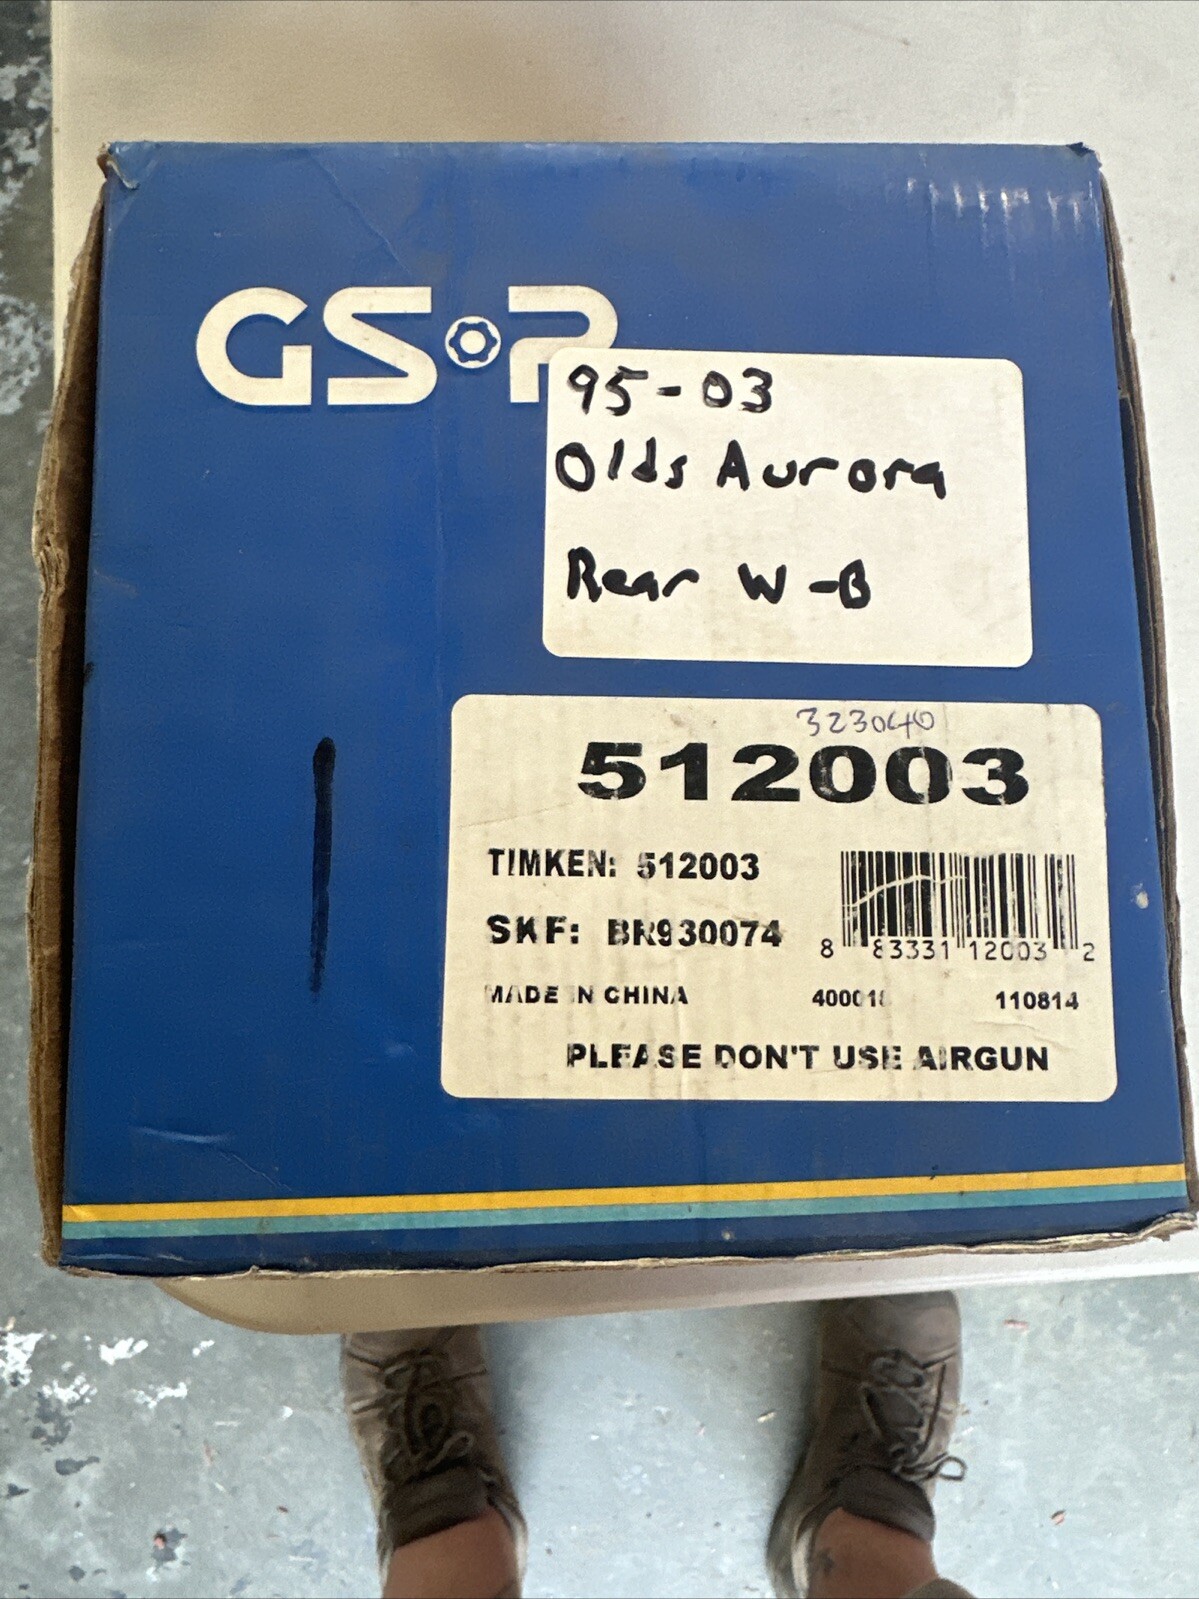 GSP
95-03
Olds Aurora
Rear W-B
323040
512003
TIMKEN: 512003
SKF: BR930074
8 83331 12003 2
MADE IN CHINA
110814
PLEASE DON'T USE AIRGUN